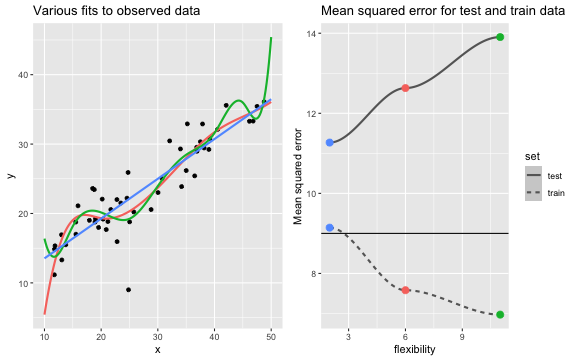 Various fits to observed data
y
40
30
20
10
10
20
30
40
50
x
Mean squared error for test and train data
Mean squared error
14
12
10
8
3
6
9
flexibility
set
test
train